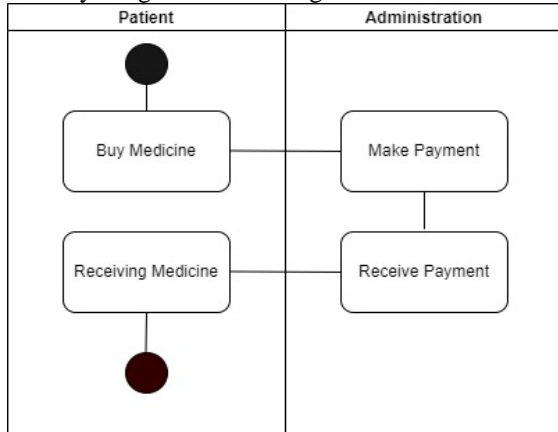 Patient
Administration
Buy Medicine
Make Payment
Receiving Medicine
Receive Payment